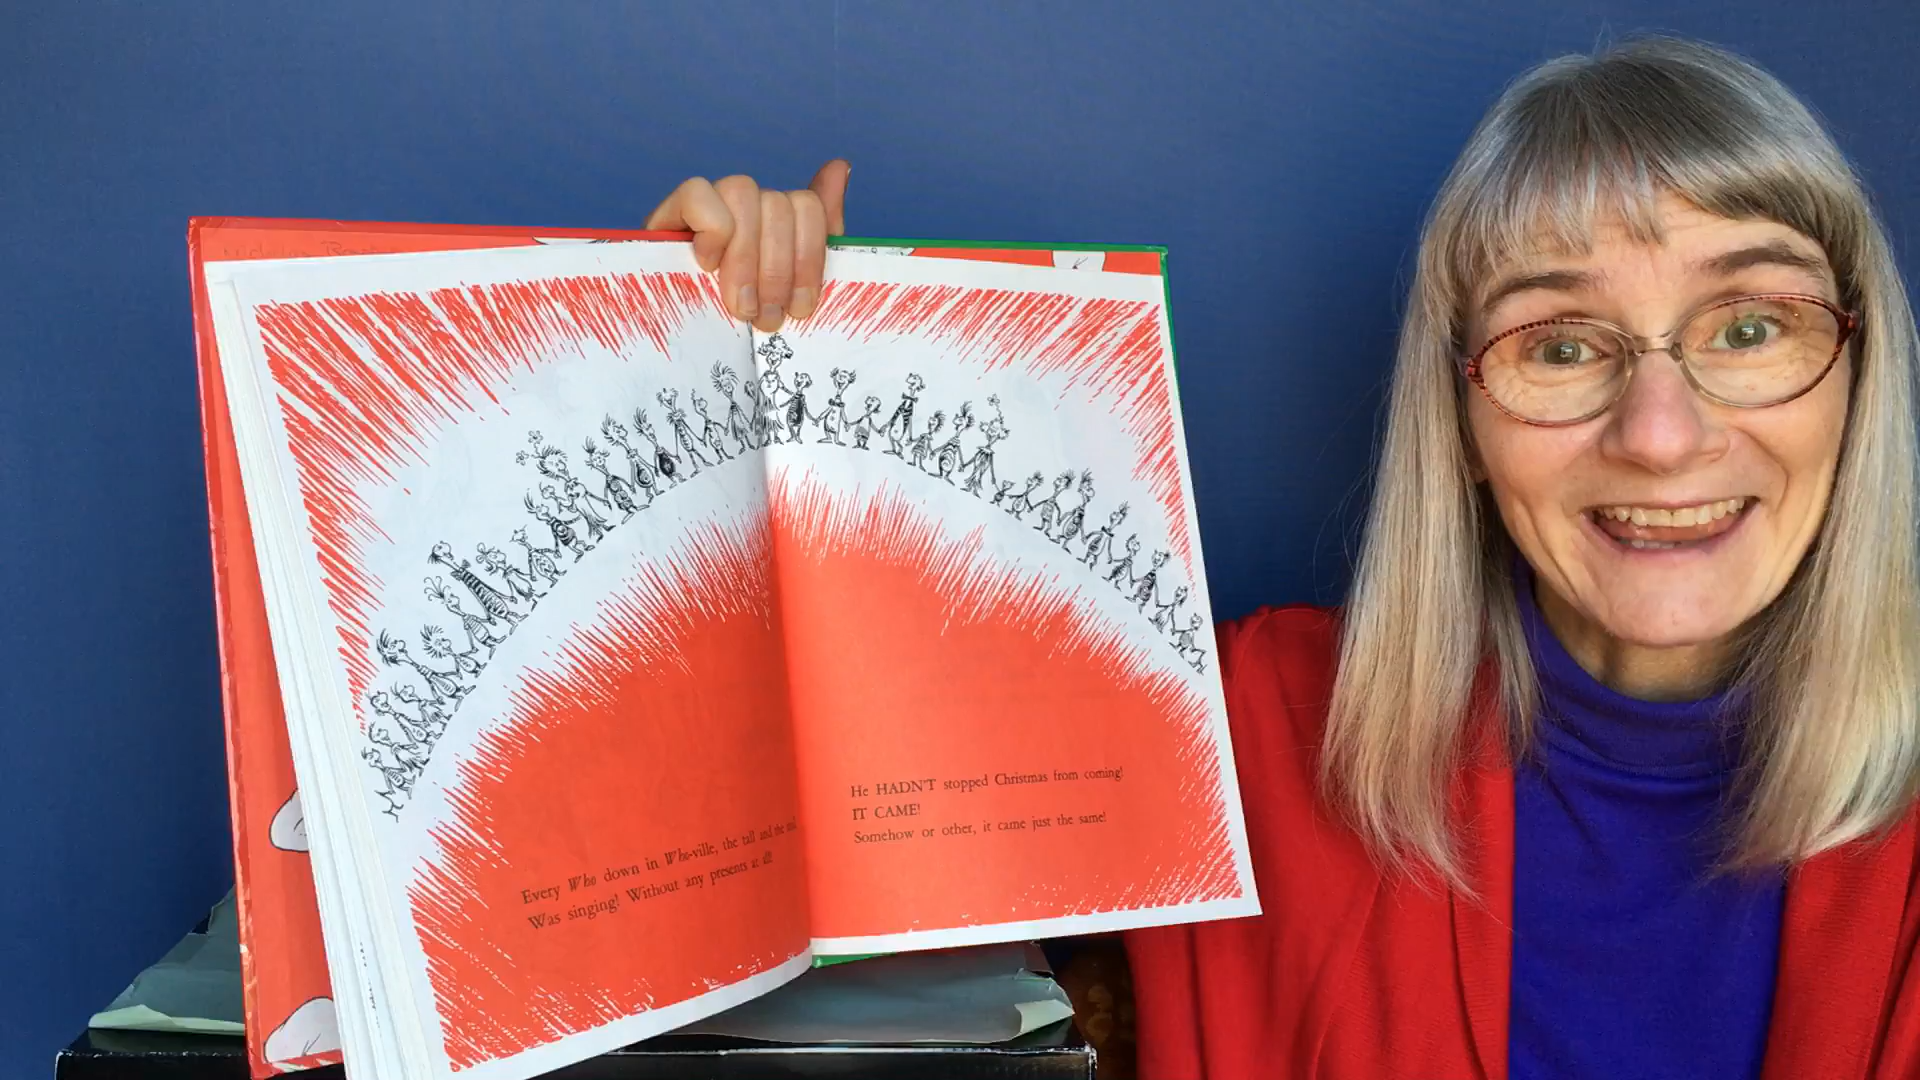 Every Who down in Who-ville, the tall and the
Was singing! Without any presents at all!
He HADN'T stopped Christmas from coming!
IT CAME!
Somehow or other, it came just the same!